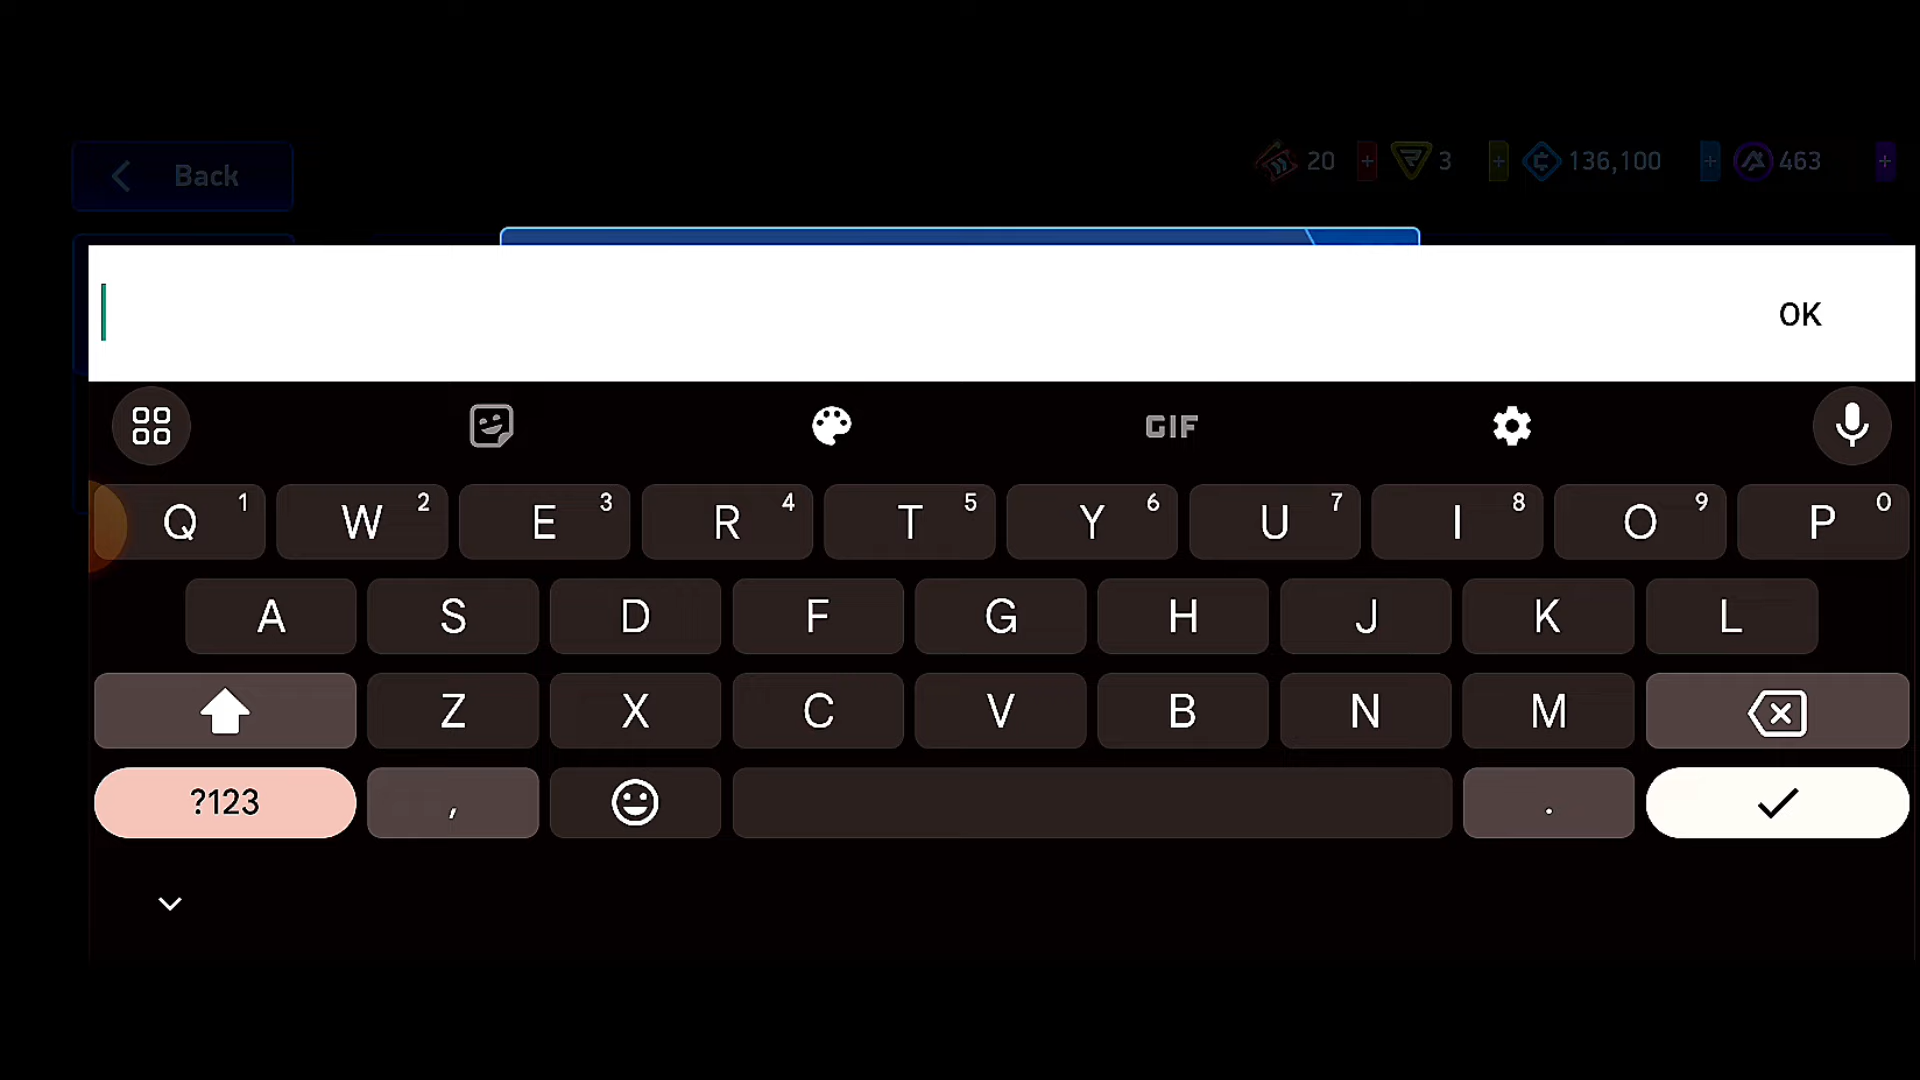 Back 20 3 136,100 463
OK
GIF
Q 1 W 2 E 3 R 4 T 5 Y 6 U 7 I 8 O 9 P 0
A S D F G H J K L
Z X C V B N M
?123 , .